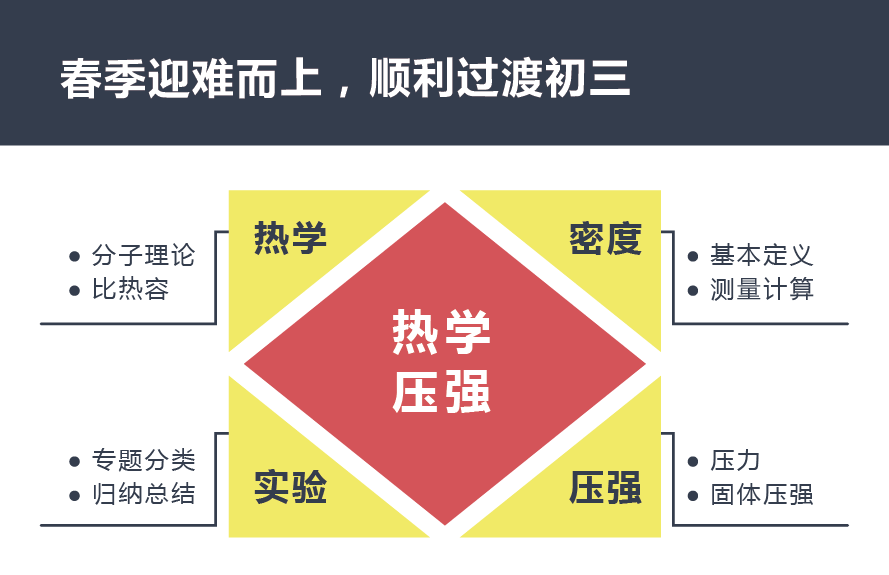 春季迎难而上，顺利过渡初三
热学
• 分子理论
• 比热容
密度
• 基本定义
• 测量计算
热学
压强
实验
• 专题分类
• 归纳总结
压强
• 压力
• 固体压强